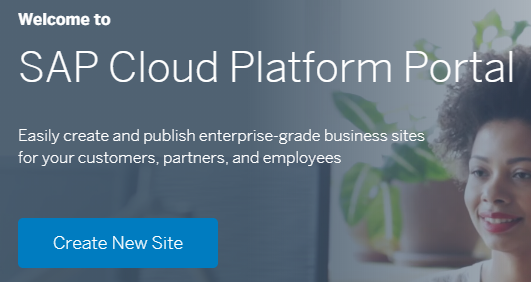 Welcome to
SAP Cloud Platform Portal
Easily create and publish enterprise-grade business sites
for your customers, partners, and employees
Create New Site